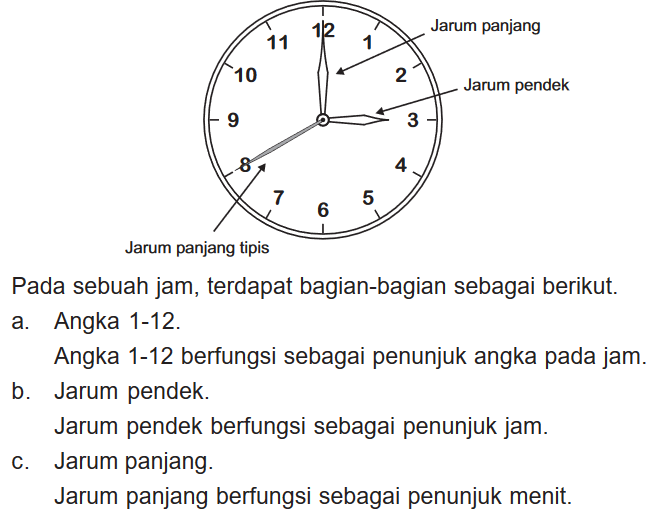 12
Jarum panjang
11
1
10
2
Jarum pendek
9
3
8
4
7
5
6
Jarum panjang tipis
Pada sebuah jam, terdapat bagian-bagian sebagai berikut.
a. Angka 1-12.
Angka 1-12 berfungsi sebagai penunjuk angka pada jam.
b. Jarum pendek.
Jarum pendek berfungsi sebagai penunjuk jam.
c. Jarum panjang.
Jarum panjang berfungsi sebagai penunjuk menit.